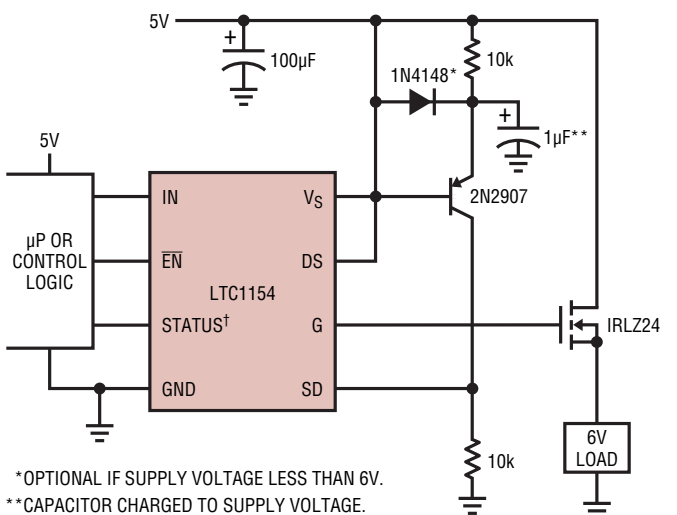 5V
100µF
10k
1N4148*
1µF**
5V
2N2907
µP OR
CONTROL
LOGIC
IN
EN
STATUS†
GND
LTC1154
VS
DS
G
SD
IRLZ24
10k
6V
LOAD
*OPTIONAL IF SUPPLY VOLTAGE LESS THAN 6V.
**CAPACITOR CHARGED TO SUPPLY VOLTAGE.